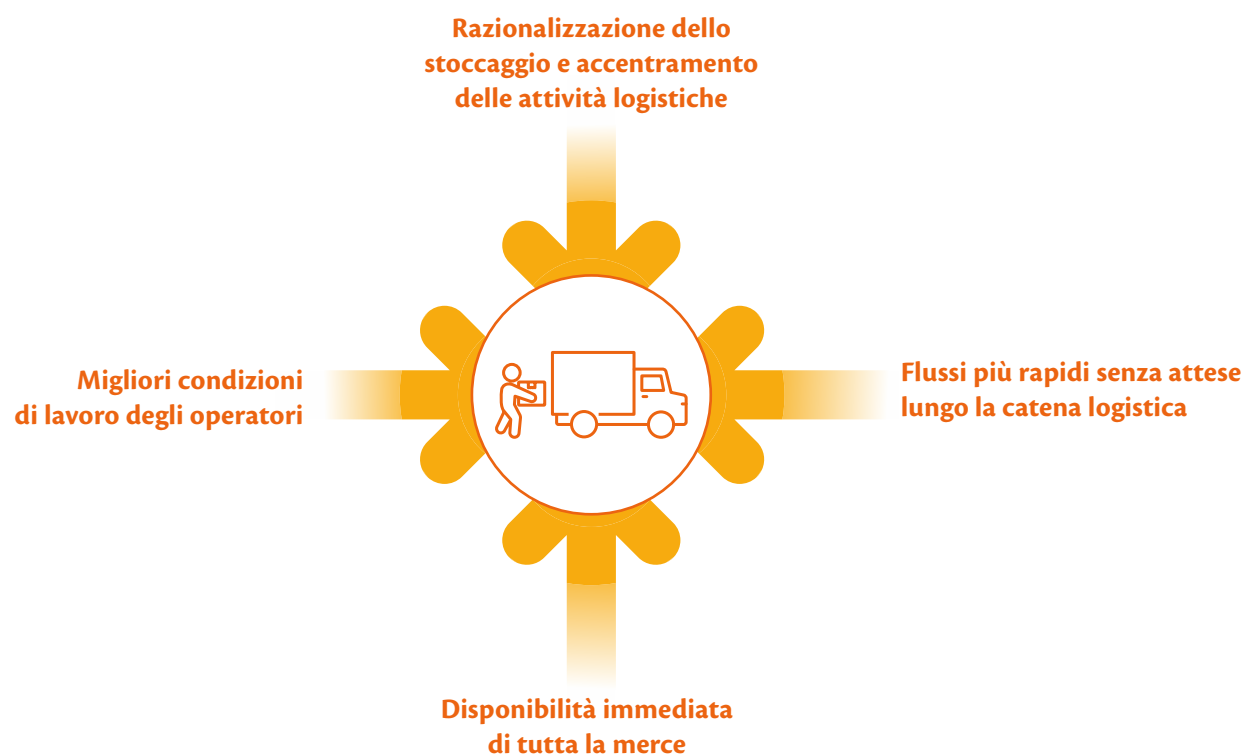 Razionalizzazione dello
stoccaggio e accentramento
delle attività logistiche
Migliori condizioni
di lavoro degli operatori
Flussi più rapidi senza attese
lungo la catena logistica
Disponibilità immediata
di tutta la merce